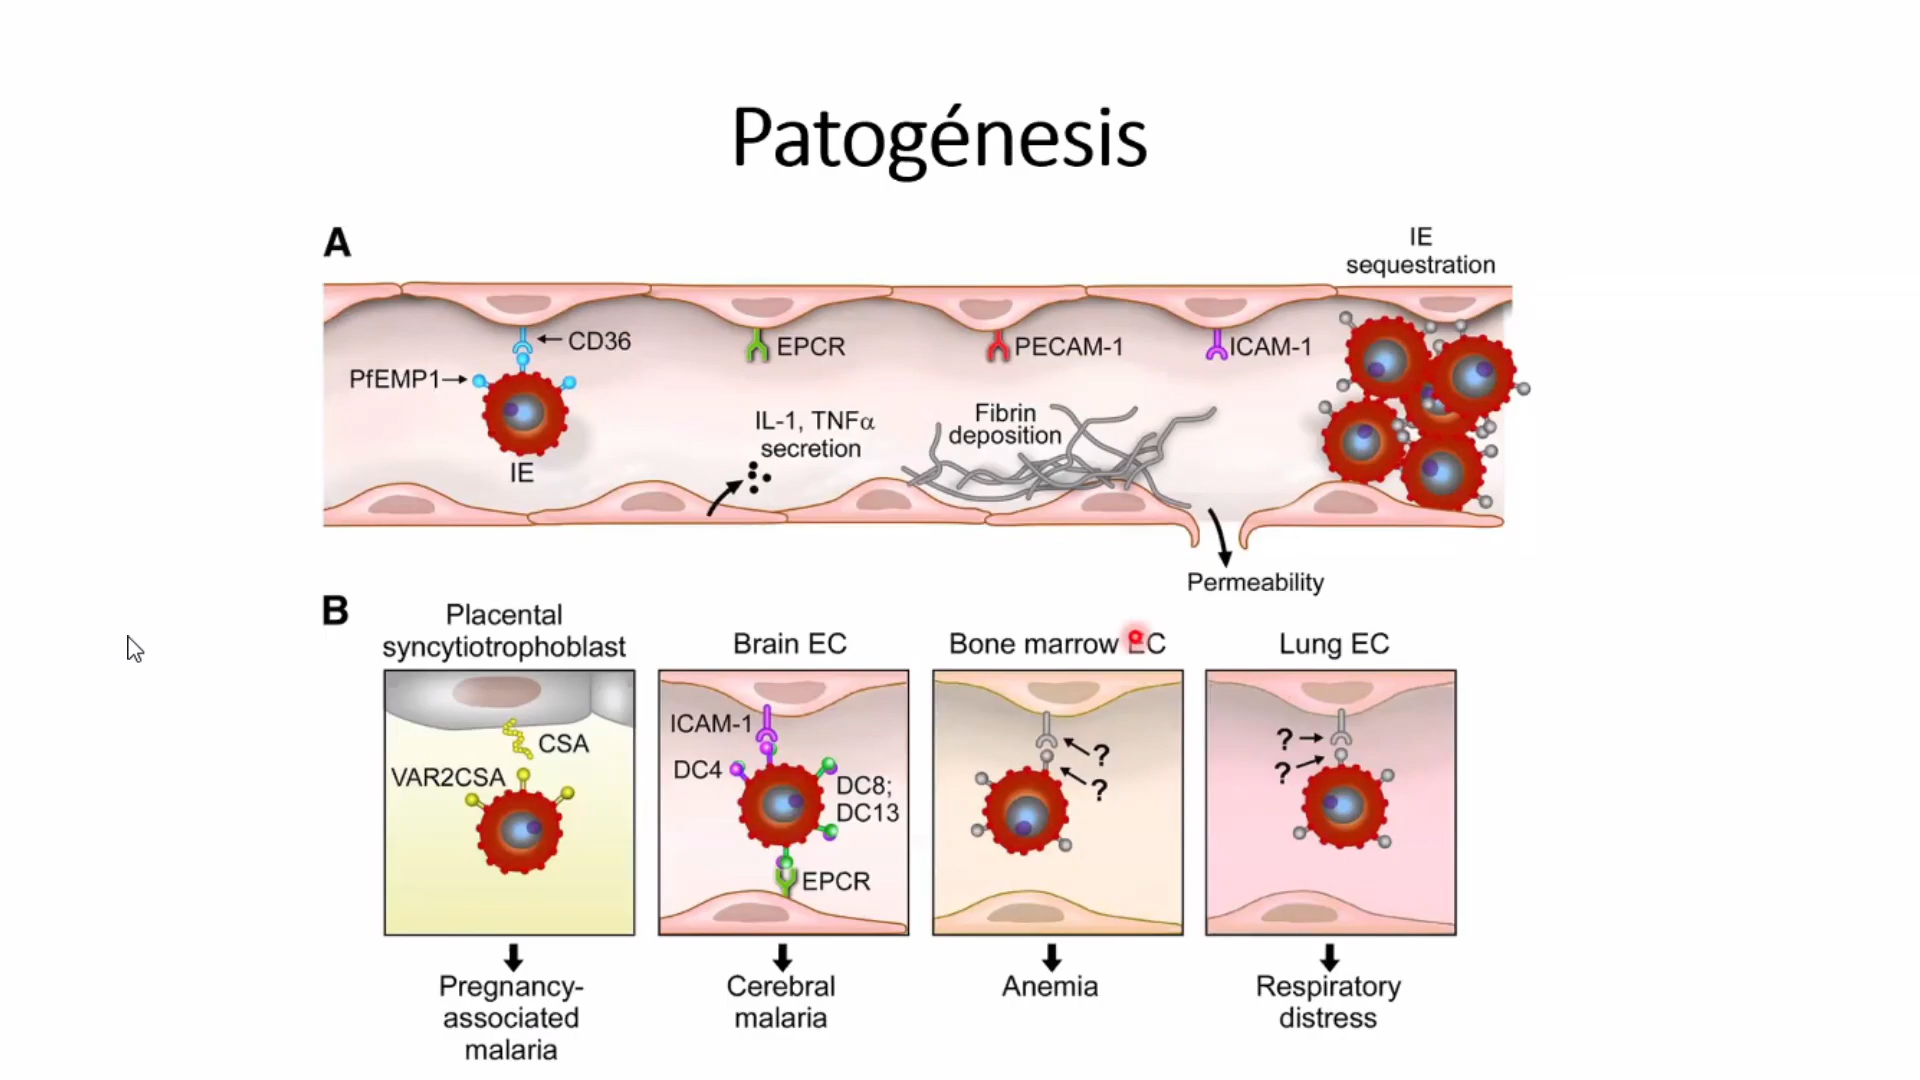 Patogénesis
A
IE
sequestration
CD36
EPCR
PECAM-1
ICAM-1
PfEMP1
IL-1, TNFα
secretion
Fibrin
deposition
IE
Permeability
B
Placental
syncytiotrophoblast
Brain EC
Bone marrow EC
Lung EC
CSA
VAR2CSA
ICAM-1
DC4
DC8;
DC13
EPCR
?
?
?
?
Pregnancy-
associated
malaria
Cerebral
malaria
Anemia
Respiratory
distress